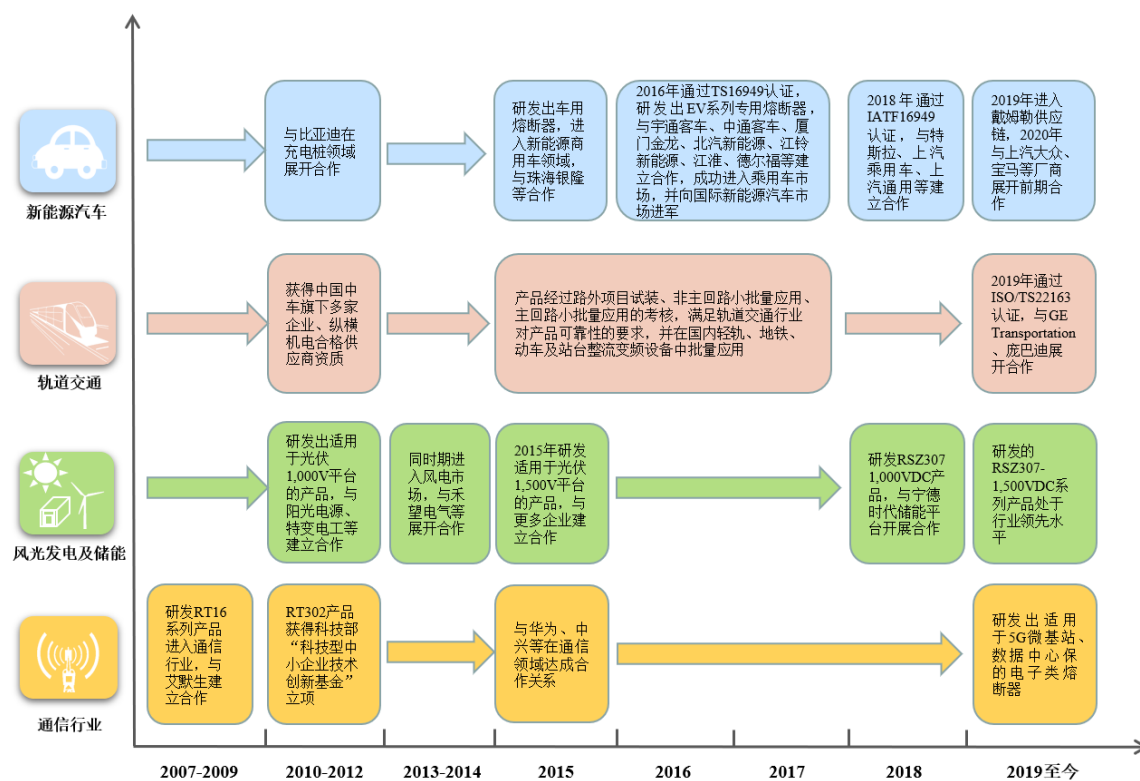 与比亚迪在
充电桩领域
展开合作
研发出车用
熔断器，进
入新能源商
用车领域，
与珠海银隆
等合作
2016年通过TS16949认证，
研发出EV系列专用熔断器，
与宇通客车、中通客车、厦
门金龙、北汽新能源、江铃
新能源、江淮、德尔福等建
立合作，成功进入乘用车市
场，并向国际新能源汽车市
场进军
2018年通过
IATF16949
认证，与特
斯拉、上汽
乘用车、上
汽通用等建
立合作
2019年进入
戴姆勒供应
链，2020年
与上汽大众、
宝马等厂商
展开前期合
作
新能源汽车
获得中国中
车旗下多家
企业、纵横
机电合格供
应商资质
产品经过路外项目试装、非主回路小批量应用、
主回路小批量应用的考核，满足轨道交通行业
对产品可靠性的要求，并在国内轻轨、地铁、
动车及站台整流变频设备中批量应用
2019年通过
ISO/TS22163
认证，与GE
Transportation
、庞巴迪展
开合作
轨道交通
研发出适用
于光伏
1,000V平台
的产品，与
阳光电源、
特变电工等
建立合作
同时期进
入风电市
场，与禾
望电气等
展开合作
2015年研发
适用于光伏
1,500V平台
的产品，与
更多企业建
立合作
研发RSZ307
1,000VDC产
品，与宁德
时代储能平
台开展合作
研发的
RSZ307-
1,500VDC系
列产品处于
行业领先水
平
风光发电及储能
研发RT16
系列产品
进入通信
行业，与
艾默生建
立合作
RT302产品
获得科技部
“科技型中
小企业技术
创新基金”
立项
与华为、中
兴等在通信
领域达成合
作关系
研发出适用
于5G微基站、
数据中心保
的电子类熔
断器
通信行业
2007-2009
2010-2012
2013-2014
2015
2016
2017
2018
2019至今